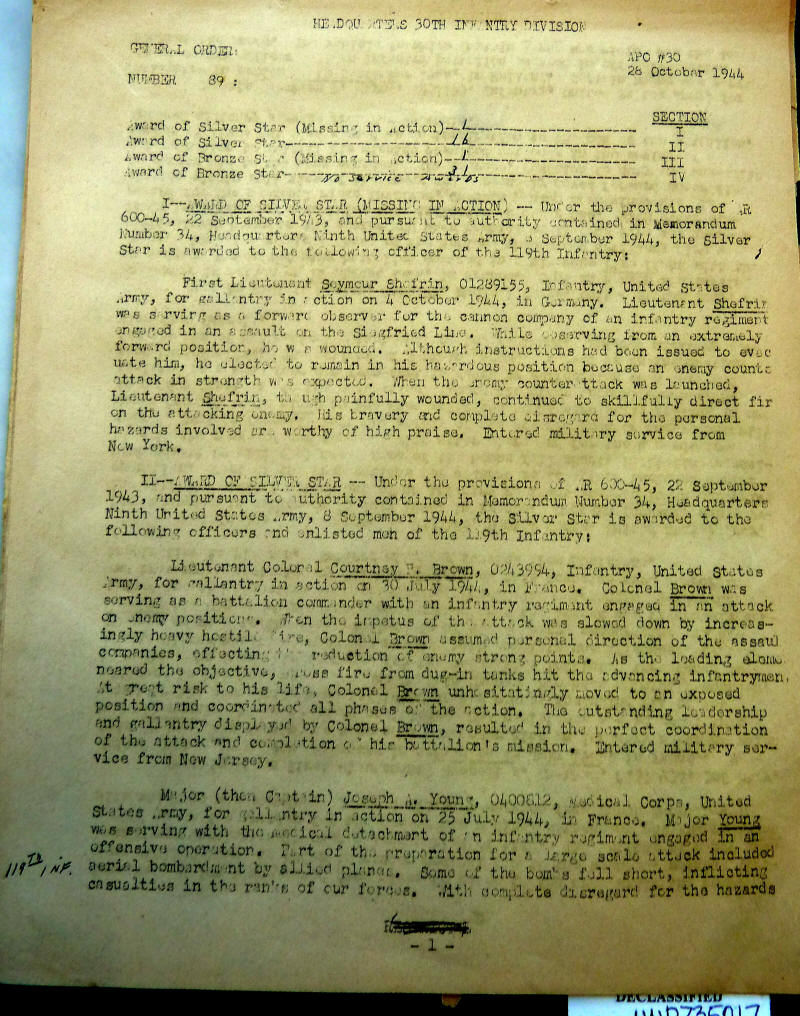 HEADQUARTERS 30TH INFANTRY DIVISION
GENERAL ORDERS
APO #30
NUMBER 89 :
28 October 1944
SECTION
Award of Silver Star (Missing in Action)--1-------------------- I
Award of Silver Star-------------------- II
Award of Bronze Star (Missing in Action)--1-------------------- III
Award of Bronze Star-------------------- IV
I--AWARD OF SILVER STAR (MISSING IN ACTION) -- Under the provisions of AR
600-45, 22 September 1943, and pursuant to authority contained in Memorandum
Number 34, Headquarters Ninth United States Army, September 1944, the Silver
Star is awarded to the following officer of the 119th Infantry:
First Lieutenant Seymour Shefrin, 01289155, Infantry, United States
Army, for gallantry in action on 4 October 1944, in Germany. Lieutenant Shefrin
was serving as a forward observer for the cannon company of an infantry regiment
engaged in an assault on the Siegfried Line. While observing from an extremely
forward position, he was wounded. Although instructions had been issued to evac
uate him, he elected to remain in his hazardous position because an enemy counte
attack in strength was expected. When the enemy counterattack was launched,
Lieutenant Shefrin, though painfully wounded, continued to skillfully direct fir
on the attacking enemy. His bravery and complete disregard for the personal
hazards involved are worthy of high praise. Entered military service from
New York.
II--AWARD OF SILVER STAR -- Under the provisions of AR 600-45, 22 September
1943, and pursuant to authority contained in Memorandum Number 34, Headquarters
Ninth United States Army, 8 September 1944, the Silver Star is awarded to the
following officers and enlisted men of the 119th Infantry:
Lieutenant Colonel Courtney Brown, 0243994, Infantry, United States
Army, for gallantry in action on 30 July 1944, in France. Colonel Brown was
serving as a battalion commander with an infantry regiment engaged in an attack
on enemy positions. When the impetus of the attack was slowed down by increas-
ingly heavy hostile fire, Colonel Brown assumed personal direction of the assaul
companies, effecting the reduction of enemy strong points. As the leading eleme
neared the objective, cross fire from dug-in tanks hit the advancing infantrymen.
At great risk to his life, Colonel Brown unhesitatingly moved to an exposed
position and coordinated all phases of the action. The outstanding leadership
and gallantry displayed by Colonel Brown, resulted in the perfect coordination
of the attack and completion of his battalion's mission. Entered military ser-
vice from New Jersey.
Major (then Captain) Joseph A. Young, 0400812, Medical Corps, United
States Army, for gallantry in action on 25 July 1944, in France. Major Young
was serving with the medical detachment of an infantry regiment engaged in an
offensive operation. Part of the preparation for a large scale attack included
aerial bombardment by allied planes. Some of the bombs fell short, inflicting
casualties in the ranks of our forces. With complete disregard for the hazards
119TH INF.
- 1 -
DECLASSIFIED